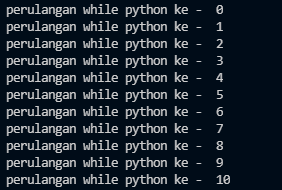 perulangan while python ke -  0
perulangan while python ke -  1
perulangan while python ke -  2
perulangan while python ke -  3
perulangan while python ke -  4
perulangan while python ke -  5
perulangan while python ke -  6
perulangan while python ke -  7
perulangan while python ke -  8
perulangan while python ke -  9
perulangan while python ke -  10